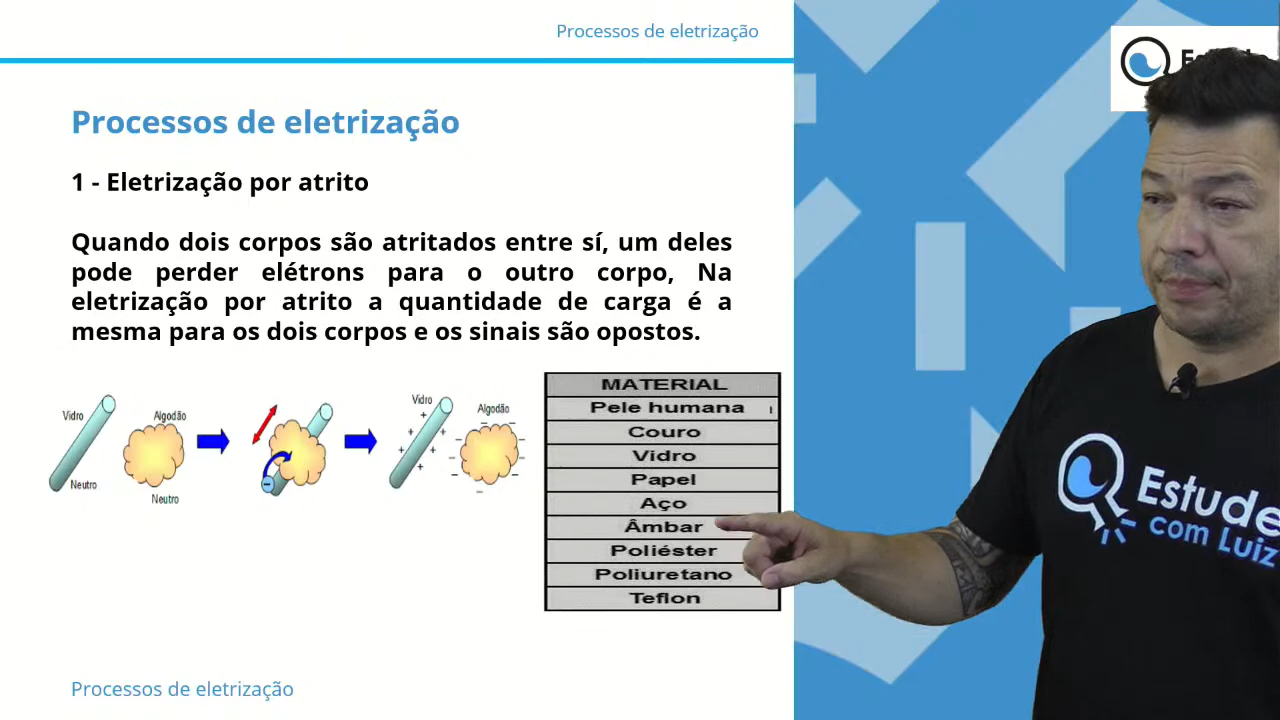 Processos de eletrização
Processos de eletrização
1 - Eletrização por atrito
Quando dois corpos são atritados entre sí, um deles
pode perder elétrons para o outro corpo, Na
eletrização por atrito a quantidade de carga é a
mesma para os dois corpos e os sinais são opostos.
Vidro
Algodão
Neutro
Neutro
Vidro
Algodão
MATERIAL
Pele humana
Couro
Vidro
Papel
Aço
Âmbar
Poliéster
Poliuretano
Teflon
Processos de eletrização
Estude
com Luiz